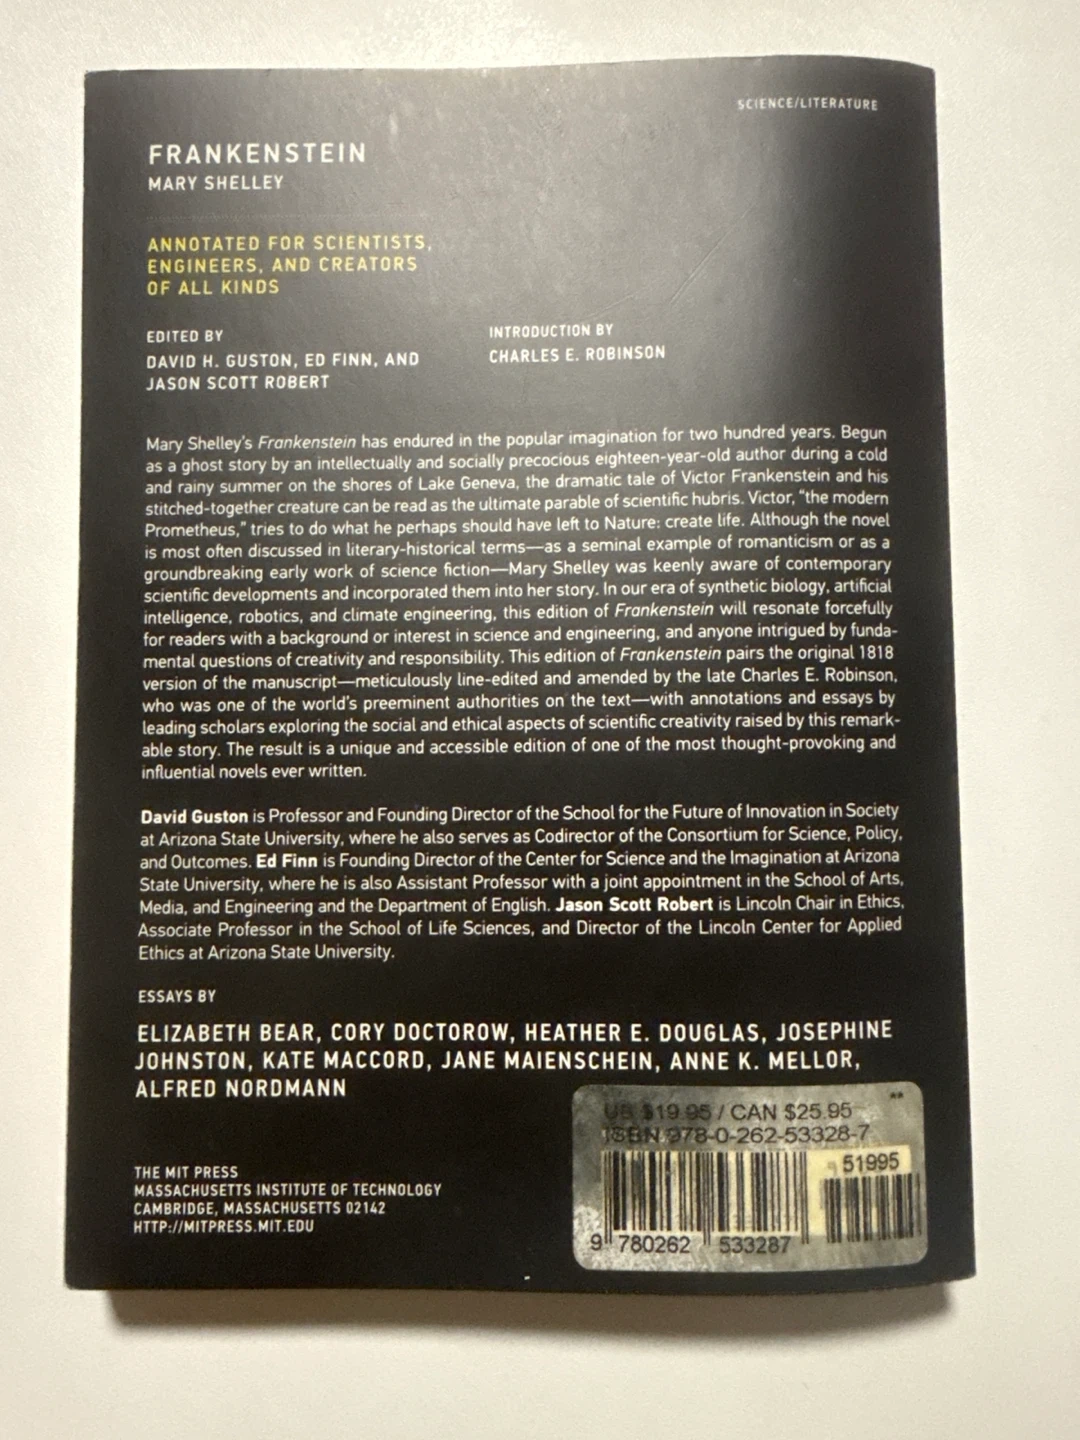 SCIENCE/LITERATURE
FRANKENSTEIN
MARY SHELLEY
ANNOTATED FOR SCIENTISTS,
ENGINEERS, AND CREATORS
OF ALL KINDS
EDITED BY
DAVID H. GUSTON, ED FINN, AND
JASON SCOTT ROBERT
INTRODUCTION BY
CHARLES E. ROBINSON
Mary Shelley's Frankenstein has endured in the popular imagination for two hundred years. Begun
as a ghost story by an intellectually and socially precocious eighteen-year-old author during a cold
and rainy summer on the shores of Lake Geneva, the dramatic tale of Victor Frankenstein and his
stitched-together creature can be read as the ultimate parable of scientific hubris. Victor, "the modern
Prometheus," tries to do what he perhaps should have left to Nature: create life. Although the novel
is most often discussed in literary-historical terms—as a seminal example of romanticism or as a
groundbreaking early work of science fiction—Mary Shelley was keenly aware of contemporary
scientific developments and incorporated them into her story. In our era of synthetic biology, artificial
intelligence, robotics, and climate engineering, this edition of Frankenstein will resonate forcefully
for readers with a background or interest in science and engineering, and anyone intrigued by funda-
mental questions of creativity and responsibility. This edition of Frankenstein pairs the original 1818
version of the manuscript—meticulously line-edited and amended by the late Charles E. Robinson,
who was one of the world's preeminent authorities on the text—with annotations and essays by
leading scholars exploring the social and ethical aspects of scientific creativity raised by this remark-
able story. The result is a unique and accessible edition of one of the most thought-provoking and
influential novels ever written.
David Guston is Professor and Founding Director of the School for the Future of Innovation in Society
at Arizona State University, where he also serves as Codirector of the Consortium for Science, Policy,
and Outcomes. Ed Finn is Founding Director of the Center for Science and the Imagination at Arizona
State University, where he is also Assistant Professor with a joint appointment in the School of Arts,
Media, and Engineering and the Department of English. Jason Scott Robert is Lincoln Chair in Ethics,
Associate Professor in the School of Life Sciences, and Director of the Lincoln Center for Applied
Ethics at Arizona State University.
ESSAYS BY
ELIZABETH BEAR, CORY DOCTOROW, HEATHER E. DOUGLAS, JOSEPHINE
JOHNSTON, KATE MACCORD, JANE MAIENSCHEIN, ANNE K. MELLOR,
ALFRED NORDMANN
THE MIT PRESS
MASSACHUSETTS INSTITUTE OF TECHNOLOGY
CAMBRIDGE, MASSACHUSETTS 02142
HTTP://MITPRESS.MIT.EDU
**
US $19.95 / CAN $25.95
ISBN 978-0-262-53328-7
51995
9 780262 533287